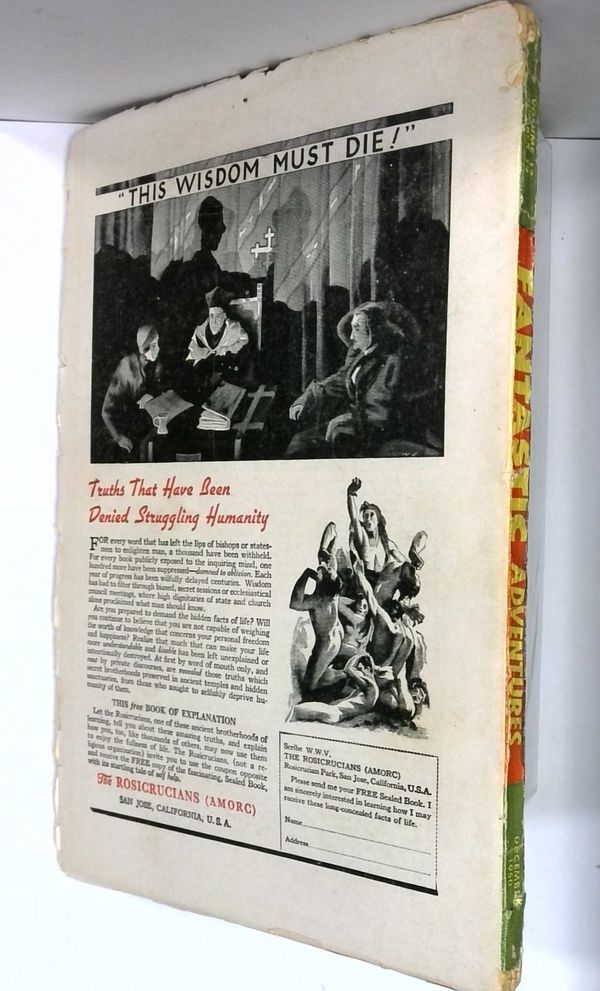 "THIS WISDOM MUST DIE!"
Truths That Have Been
Denied Struggling Humanity
FOR every word that has left the lips of bishops or states-
men to enlighten man, a thousand have been withheld.
For every book publicly exposed to the inquiring mind, one
hundred more have been suppressed—damned to oblivion. Each
year of progress has been wilfully delayed centuries. Wisdom
has had to filter through biased, secret sessions or ecclesiastical
council meetings, where high dignitaries of state and church
alone proclaimed what man should know.
Are you prepared to demand the hidden facts of life? Will
you continue to believe that you are not capable of weighing
the worth of knowledge that concerns your personal freedom
and happiness? Realize that much that can make your life
more understandable and livable has been left unexplained or
intentionally destroyed. At first by word of mouth only, and
now by private discourses, are revealed those truths which
secret brotherhoods preserved in ancient temples and hidden
sanctuaries, from those who sought to selfishly deprive hu-
manity of them.
THIS free BOOK OF EXPLANATION
Let the Rosicrucians, one of these ancient brotherhoods of
learning, tell you about these amazing truths, and explain
how you, too, like thousands of others, may now use them
to enjoy the fullness of life. The Rosicrucians, (not a re-
ligious organization) invite you to use the coupon opposite
and receive the FREE copy of the fascinating, Sealed Book,
with its startling tale of self help.
The ROSICRUCIANS (AMORC)
SAN JOSE, CALIFORNIA, U. S. A.
Scribe W.W.V.
THE ROSICRUCIANS (AMORC)
Rosicrucian Park, San Jose, California, U.S.A.
Please send me your FREE Sealed Book. I
am sincerely interested in learning how I may
receive these long-concealed facts of life.
Name
Address
VOLUME 12
FANTASTIC ADVENTURES
DECEMBER
1950